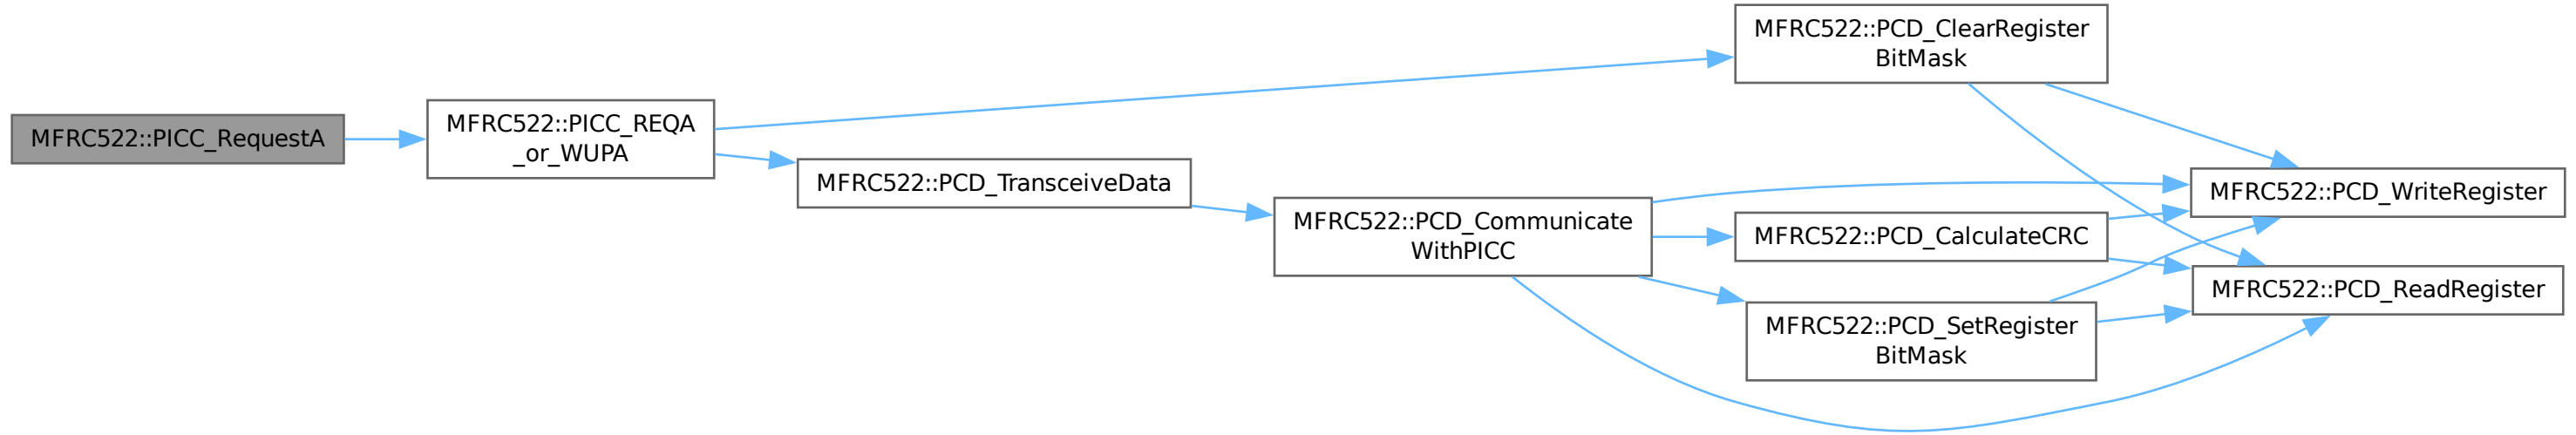 MFRC522::PICC_RequestA
MFRC522::PICC_REQA
_or_WUPA
MFRC522::PCD_TransceiveData
MFRC522::PCD_Communicate
WithPICC
MFRC522::PCD_ClearRegister
BitMask
MFRC522::PCD_CalculateCRC
MFRC522::PCD_SetRegister
BitMask
MFRC522::PCD_WriteRegister
MFRC522::PCD_ReadRegister